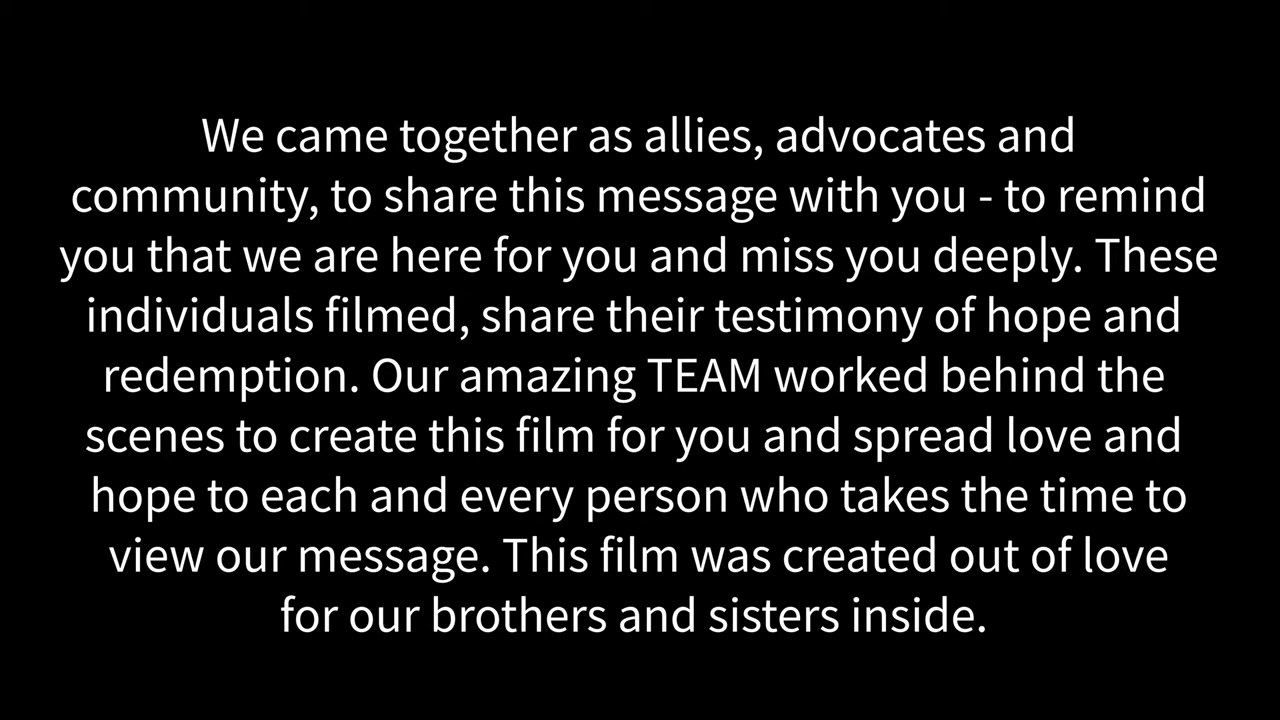 We came together as allies, advocates and
community, to share this message with you - to remind
you that we are here for you and miss you deeply. These
individuals filmed, share their testimony of hope and
redemption. Our amazing TEAM worked behind the
scenes to create this film for you and spread love and
hope to each and every person who takes the time to
view our message. This film was created out of love
for our brothers and sisters inside.